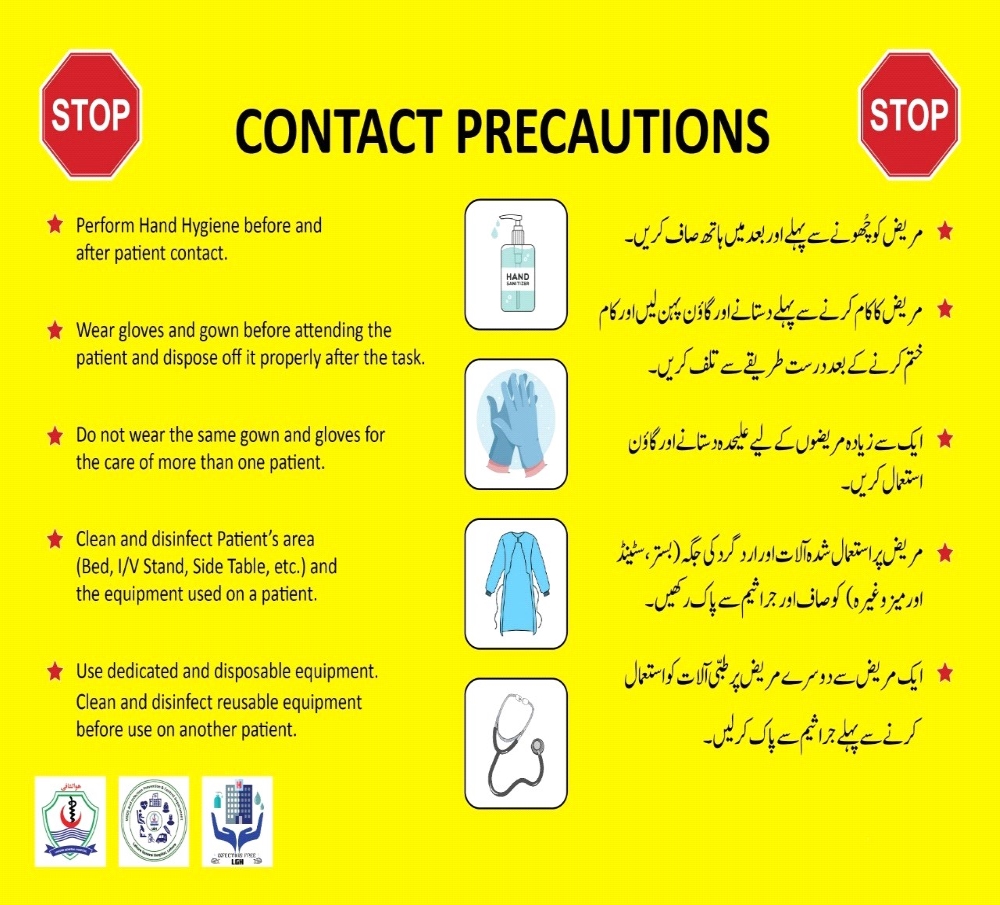 STOP
STOP
CONTACT PRECAUTIONS
Perform Hand Hygiene before and
after patient contact.
Wear gloves and gown before attending the
patient and dispose off it properly after the task.
Do not wear the same gown and gloves for
the care of more than one patient.
Clean and disinfect Patient’s area
(Bed, I/V Stand, Side Table, etc.) and
the equipment used on a patient.
Use dedicated and disposable equipment.
Clean and disinfect reusable equipment
before use on another patient.
HAND
SANITIZER
مریض کو چُھونے سے پہلے اور بعد میں ہاتھ صاف کریں۔
مریض کا کام کرنے سے پہلے دستانے اور گاؤن پہن لیں اور کام
ختم کرنے کے بعد درست طریقے سے تلف کریں۔
ایک سے زیادہ مریضوں کے لیے علیحدہ دستانے اور گاؤن
استعمال کریں۔
مریض پر استعمال شدہ آلات اور ارد گرد کی جگہ (بستر، سٹینڈ
اور میز وغیرہ) کو صاف اور جراثیم سے پاک رکھیں۔
ایک مریض سے دوسرے مریض پر طبّی آلات کو استعمال
کرنے سے پہلے جراثیم سے پاک کر لیں۔
ھوالشافی
INFECTION FREE
LGH